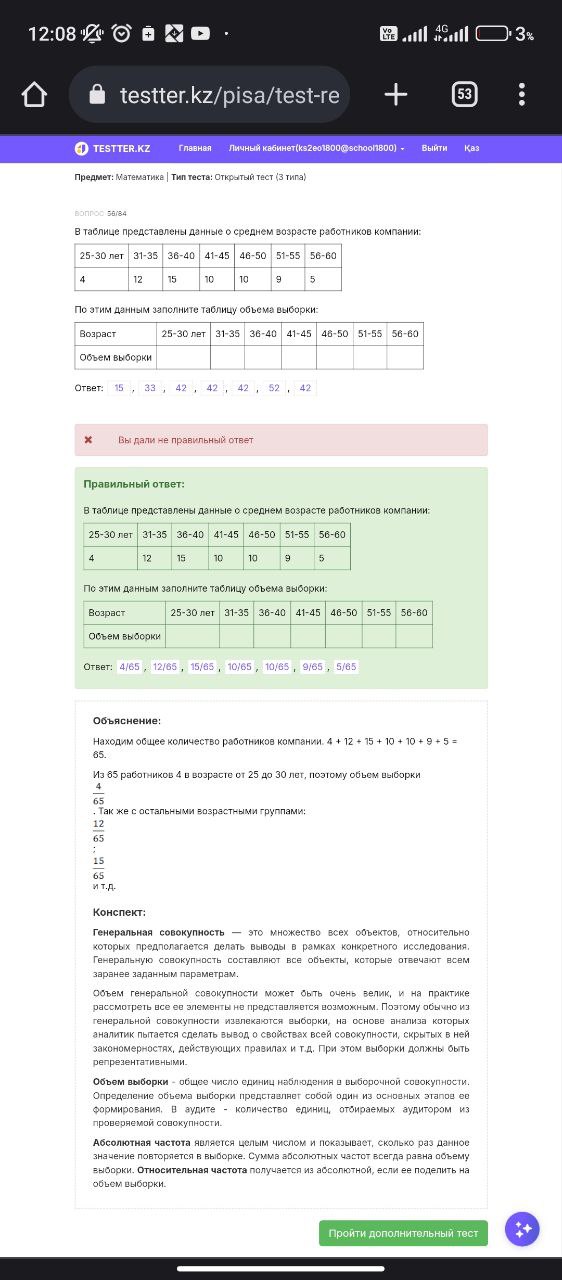 12:08
Vo LTE 4G 3%
testter.kz/pisa/test-re
53
TESTTER.KZ Главная Личный кабинет(ks2eo1800@school1800) Выйти Қаз
Предмет: Математика | Тип теста: Открытый тест (3 типа)
ВОПРОС 56/84
В таблице представлены данные о среднем возрасте работников компании:
25-30 лет 31-35 36-40 41-45 46-50 51-55 56-60
4 12 15 10 10 9 5
По этим данным заполните таблицу объема выборки:
Возраст 25-30 лет 31-35 36-40 41-45 46-50 51-55 56-60
Объем выборки
Ответ: 15 , 33 , 42 , 42 , 42 , 52 , 42
Вы дали не правильный ответ
Правильный ответ:
В таблице представлены данные о среднем возрасте работников компании:
25-30 лет 31-35 36-40 41-45 46-50 51-55 56-60
4 12 15 10 10 9 5
По этим данным заполните таблицу объема выборки:
Возраст 25-30 лет 31-35 36-40 41-45 46-50 51-55 56-60
Объем выборки
Ответ: 4/65 , 12/65 , 15/65 , 10/65 , 10/65 , 9/65 , 5/65
Объяснение:
Находим общее количество работников компании. 4 + 12 + 15 + 10 + 10 + 9 + 5 =
65.
Из 65 работников 4 в возрасте от 25 до 30 лет, поэтому объем выборки
4
65
. Так же с остальными возрастными группами:
12
65
;
15
65
и т.д.
Конспект:
Генеральная совокупность — это множество всех объектов, относительно
которых предполагается делать выводы в рамках конкретного исследования.
Генеральную совокупность составляют все объекты, которые отвечают всем
заранее заданным параметрам.
Объем генеральной совокупности может быть очень велик, и на практике
рассмотреть все ее элементы не представляется возможным. Поэтому обычно из
генеральной совокупности извлекаются выборки, на основе анализа которых
аналитик пытается сделать вывод о свойствах всей совокупности, скрытых в ней
закономерностях, действующих правилах и т.д. При этом выборки должны быть
репрезентативными.
Объем выборки - общее число единиц наблюдения в выборочной совокупности.
Определение объема выборки представляет собой один из основных этапов ее
формирования. В аудите - количество единиц, отбираемых аудитором из
проверяемой совокупности.
Абсолютная частота является целым числом и показывает, сколько раз данное
значение повторяется в выборке. Сумма абсолютных частот всегда равна объему
выборки. Относительная частота получается из абсолютной, если ее поделить на
объем выборки.
Пройти дополнительный тест